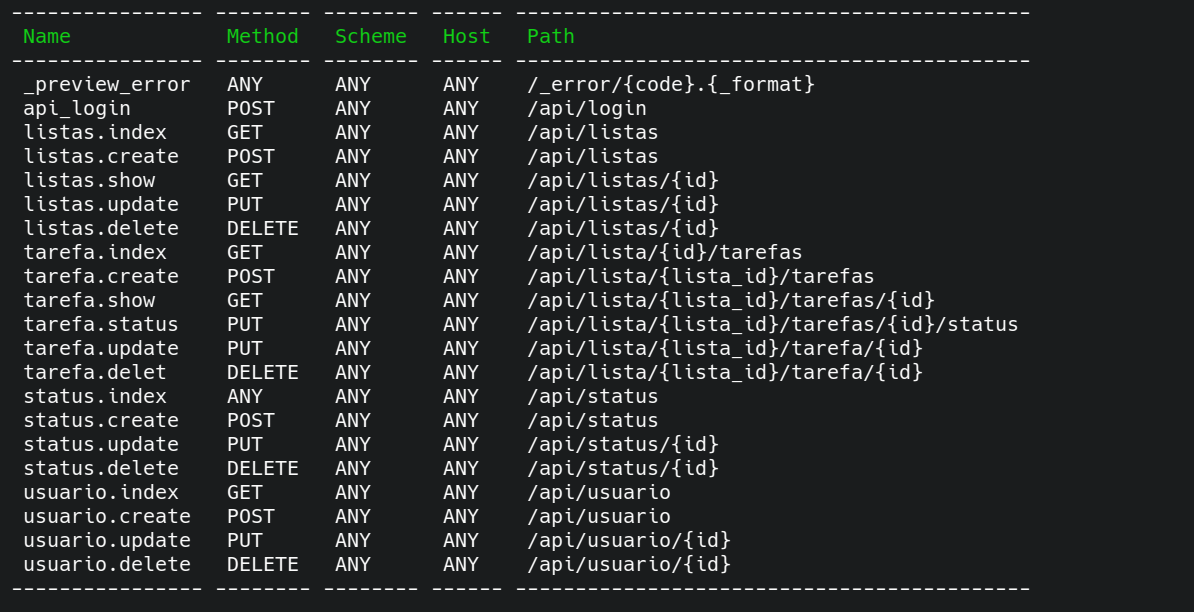 ---------------- -------- -------- ------ -------------------------------------------
Name Method Scheme Host Path
---------------- -------- -------- ------ -------------------------------------------
_preview_error ANY ANY ANY /_error/{code}.{_format}
api_login POST ANY ANY /api/login
listas.index GET ANY ANY /api/listas
listas.create POST ANY ANY /api/listas
listas.show GET ANY ANY /api/listas/{id}
listas.update PUT ANY ANY /api/listas/{id}
listas.delete DELETE ANY ANY /api/listas/{id}
tarefa.index GET ANY ANY /api/lista/{id}/tarefas
tarefa.create POST ANY ANY /api/lista/{lista_id}/tarefas
tarefa.show GET ANY ANY /api/lista/{lista_id}/tarefas/{id}
tarefa.status PUT ANY ANY /api/lista/{lista_id}/tarefas/{id}/status
tarefa.update PUT ANY ANY /api/lista/{lista_id}/tarefa/{id}
tarefa.delet DELETE ANY ANY /api/lista/{lista_id}/tarefa/{id}
status.index ANY ANY ANY /api/status
status.create POST ANY ANY /api/status
status.update PUT ANY ANY /api/status/{id}
status.delete DELETE ANY ANY /api/status/{id}
usuario.index GET ANY ANY /api/usuario
usuario.create POST ANY ANY /api/usuario
usuario.update PUT ANY ANY /api/usuario/{id}
usuario.delete DELETE ANY ANY /api/usuario/{id}
---------------- -------- -------- ------ -------------------------------------------